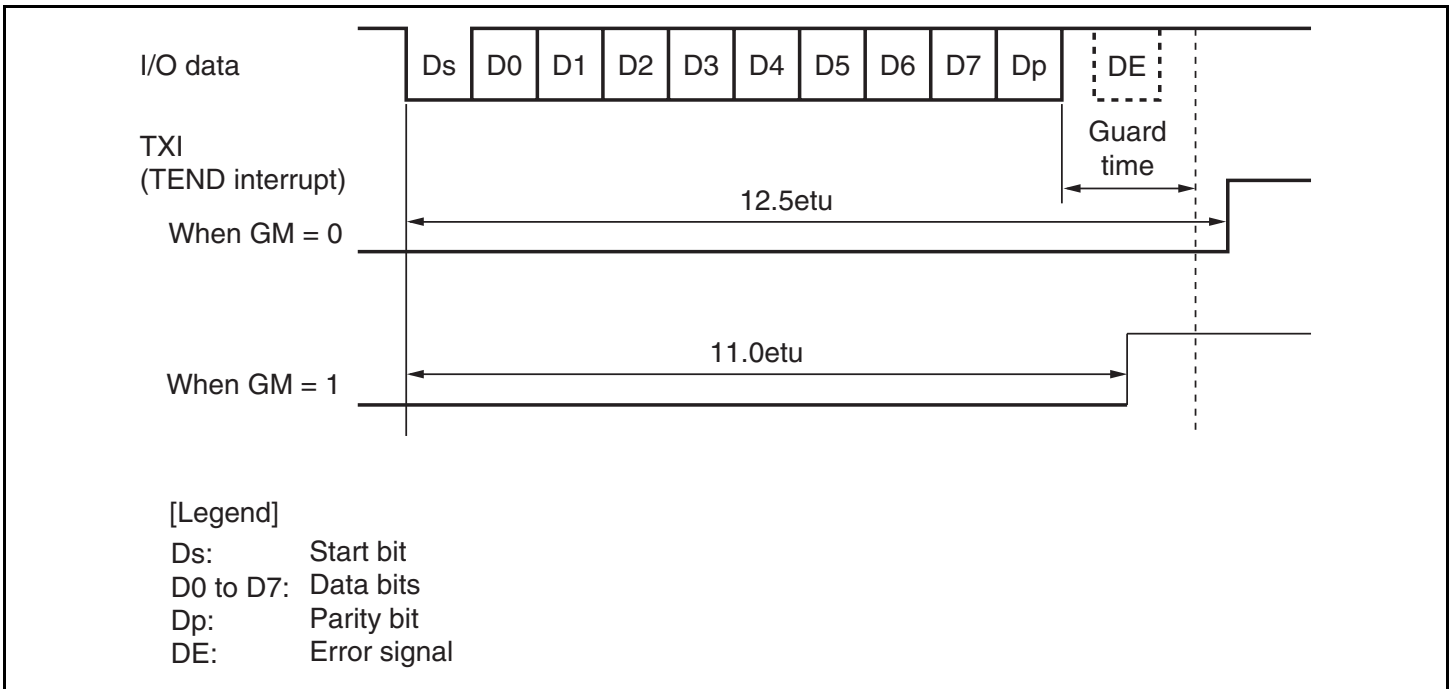 I/O data
Ds D0 D1 D2 D3 D4 D5 D6 D7 Dp DE
Guard
time
TXI
(TEND interrupt)
12.5etu
When GM = 0
11.0etu
When GM = 1
[Legend]
Ds: Start bit
D0 to D7: Data bits
Dp: Parity bit
DE: Error signal